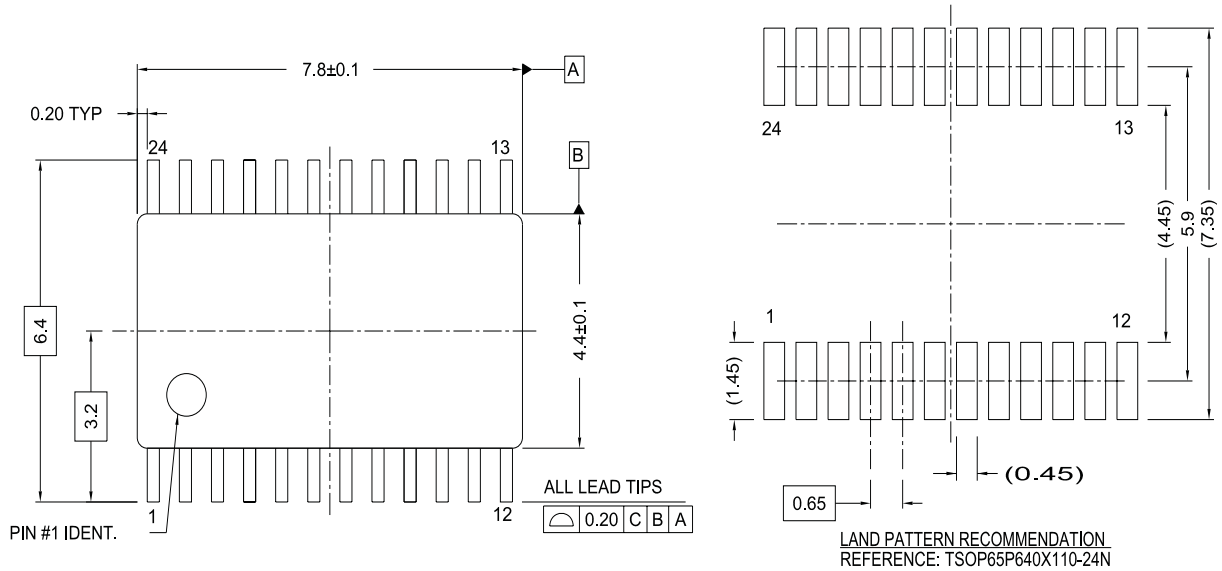 7.8±0.1
A
0.20 TYP
24
13
B
6.4
3.2
4.4±0.1
1
12
PIN #1 IDENT.
ALL LEAD TIPS
⌓ 0.20 C B A
24
13
(4.45)
5.9
(7.35)
1
12
(1.45)
(0.45)
0.65
LAND PATTERN RECOMMENDATION
REFERENCE: TSOP65P640X110-24N